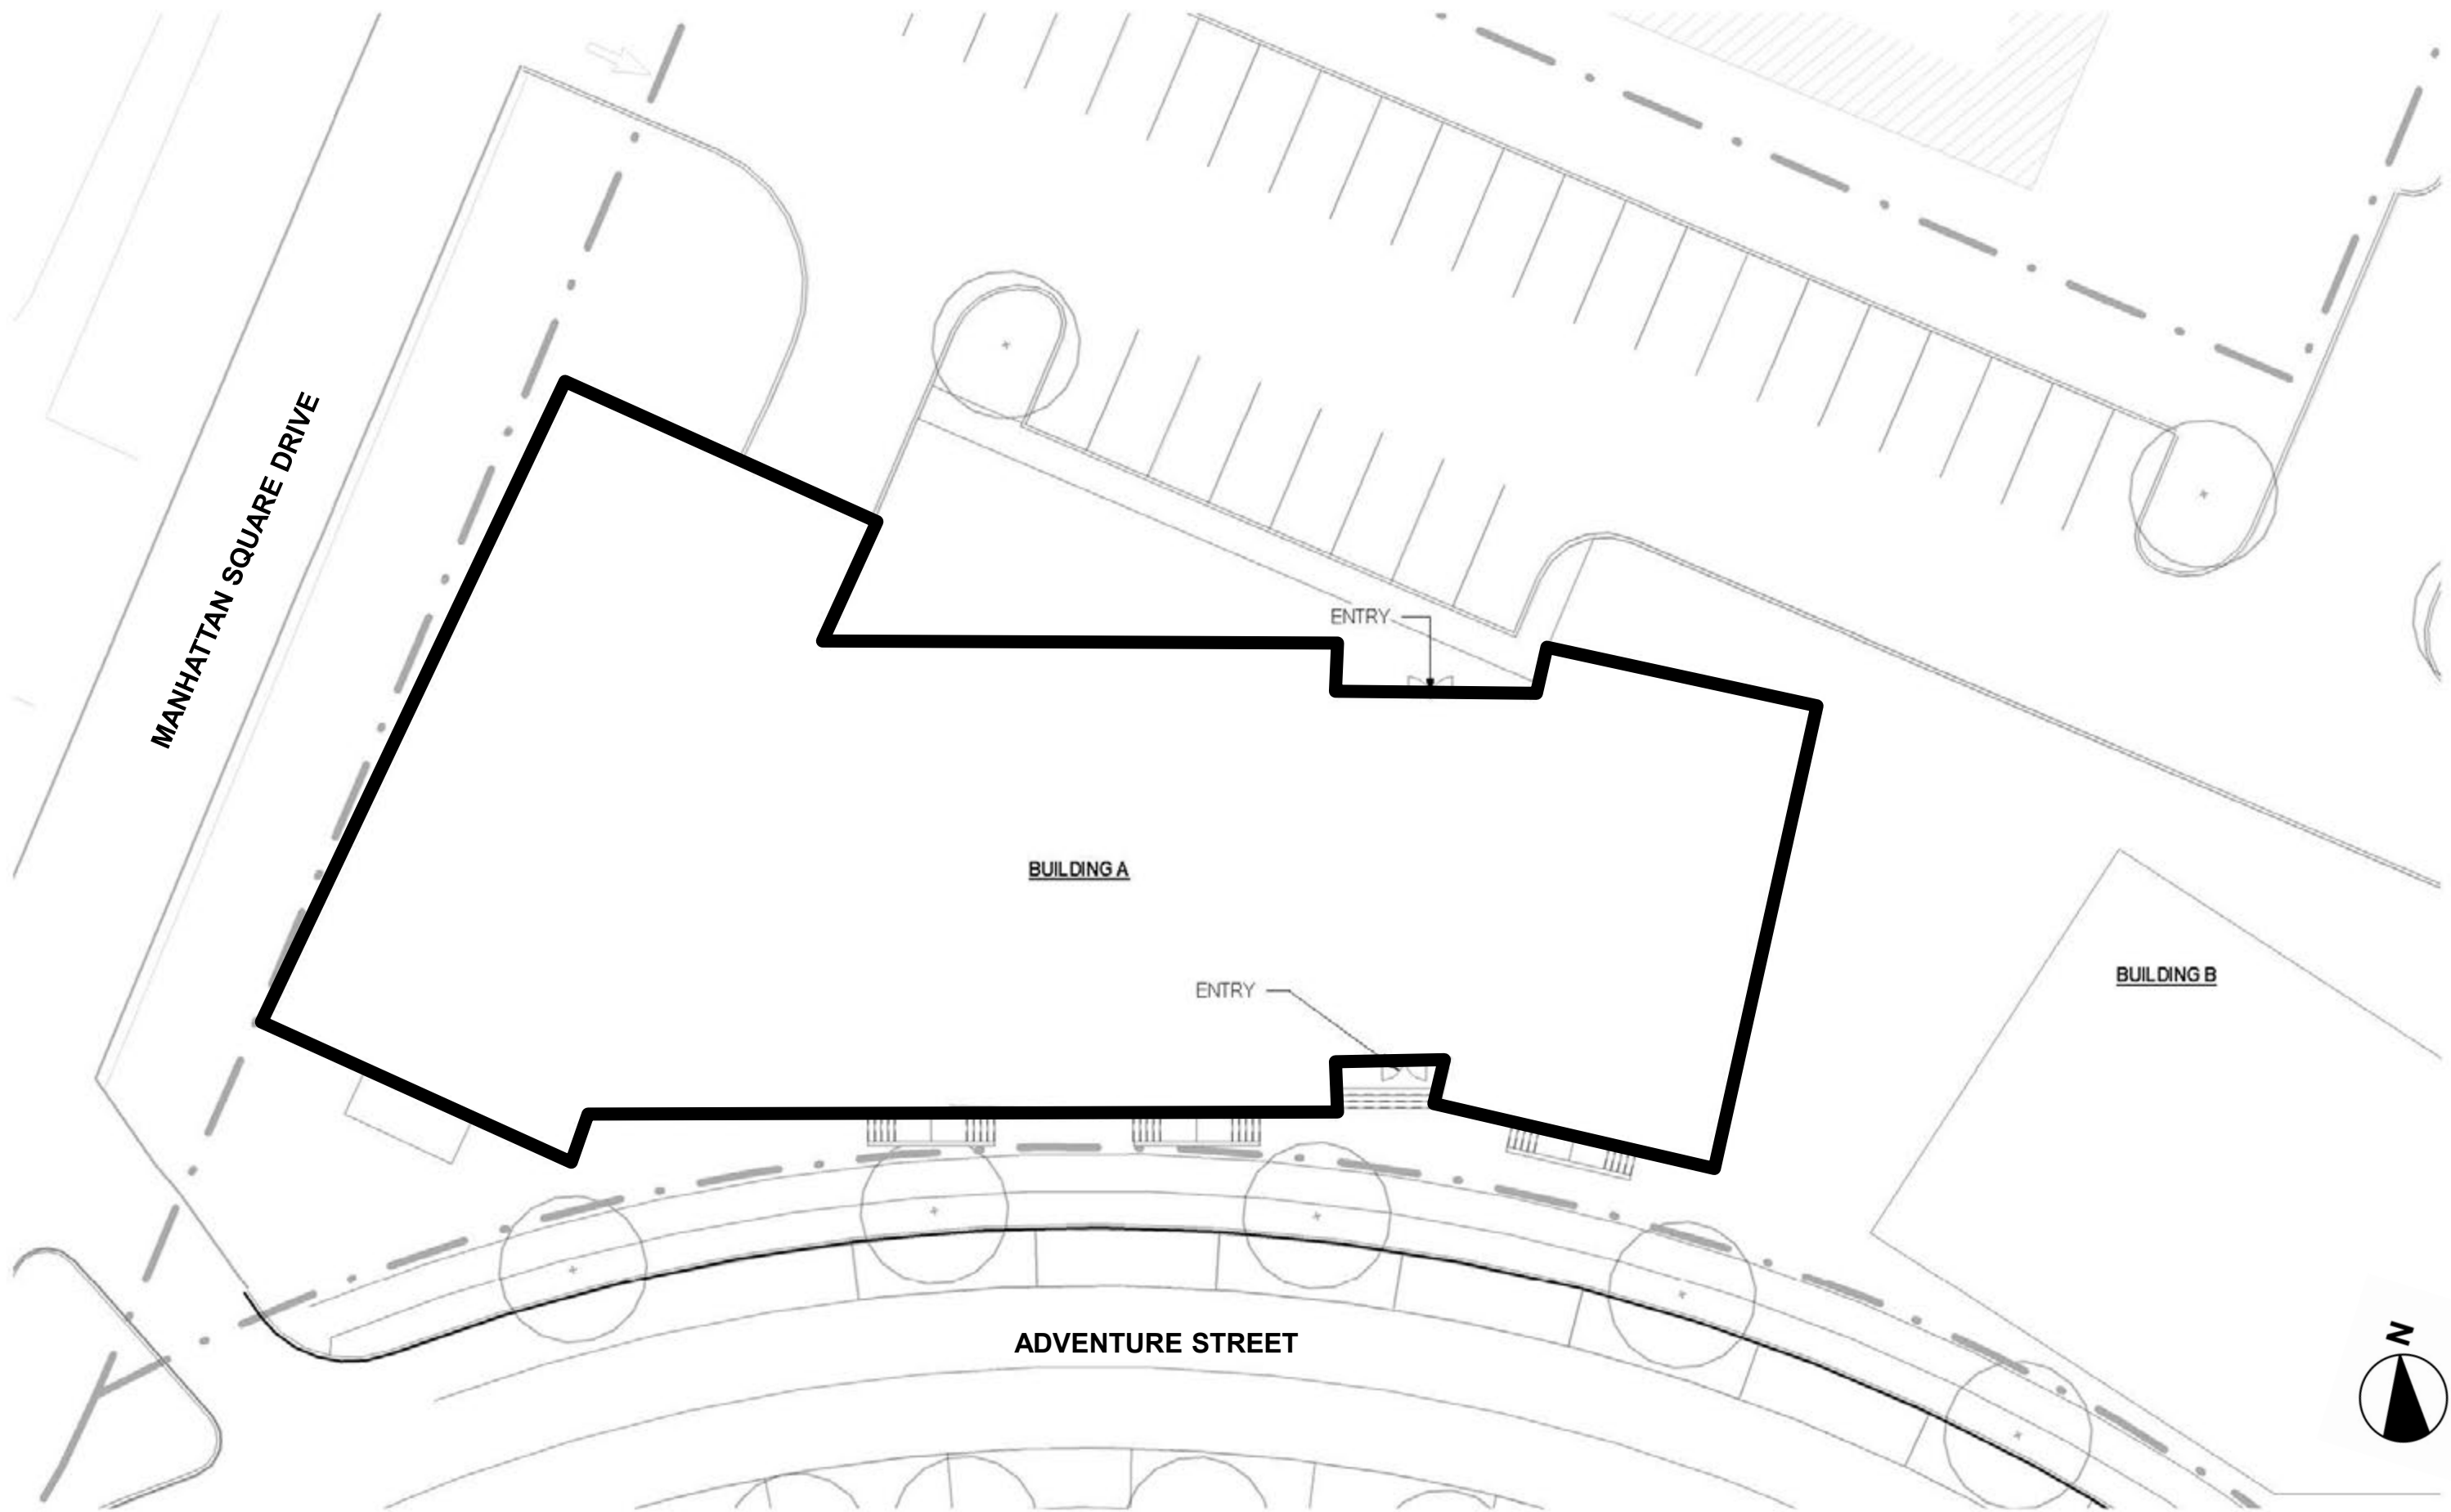 MANHATTAN SQUARE DRIVE
ENTRY
BUILDING A
BUILDING B
ENTRY
ADVENTURE STREET
N